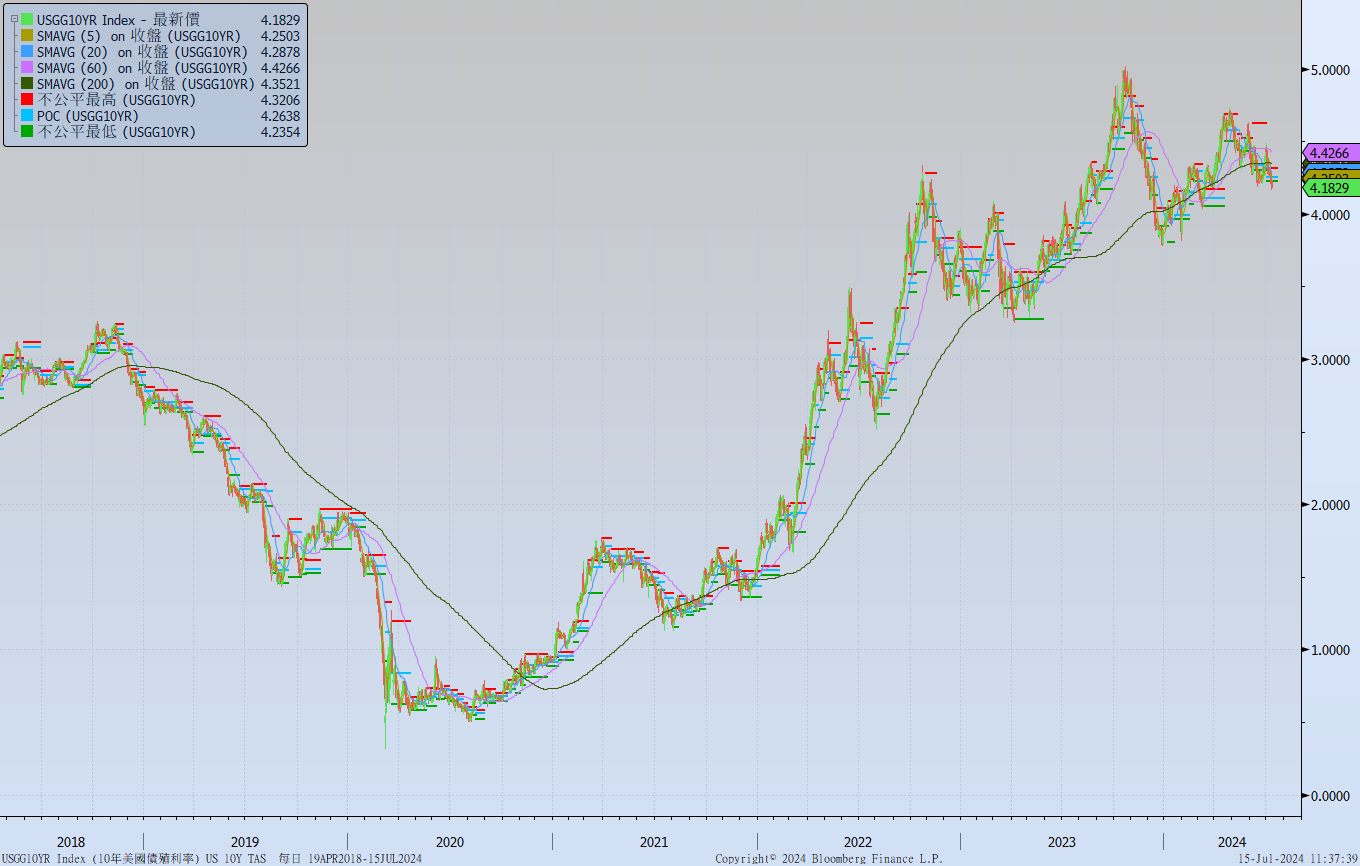 USGG10YR Index - 最新價 4.1829
SMAVG (5) on 收盤 (USGG10YR) 4.2503
SMAVG (20) on 收盤 (USGG10YR) 4.2878
SMAVG (60) on 收盤 (USGG10YR) 4.4266
SMAVG (200) on 收盤 (USGG10YR) 4.3521
不公平最高 (USGG10YR) 4.3206
POC (USGG10YR) 4.2638
不公平最低 (USGG10YR) 4.2354
5.0000
4.4266
4.2503
4.1829
4.0000
3.0000
2.0000
1.0000
0.0000
2018 2019 2020 2021 2022 2023 2024
USGG10YR Index (10年美國債殖利率) US 10Y TAS 每日 19APR2018-15JUL2024 Copyright© 2024 Bloomberg Finance L.P. 15-Jul-2024 11:37:39